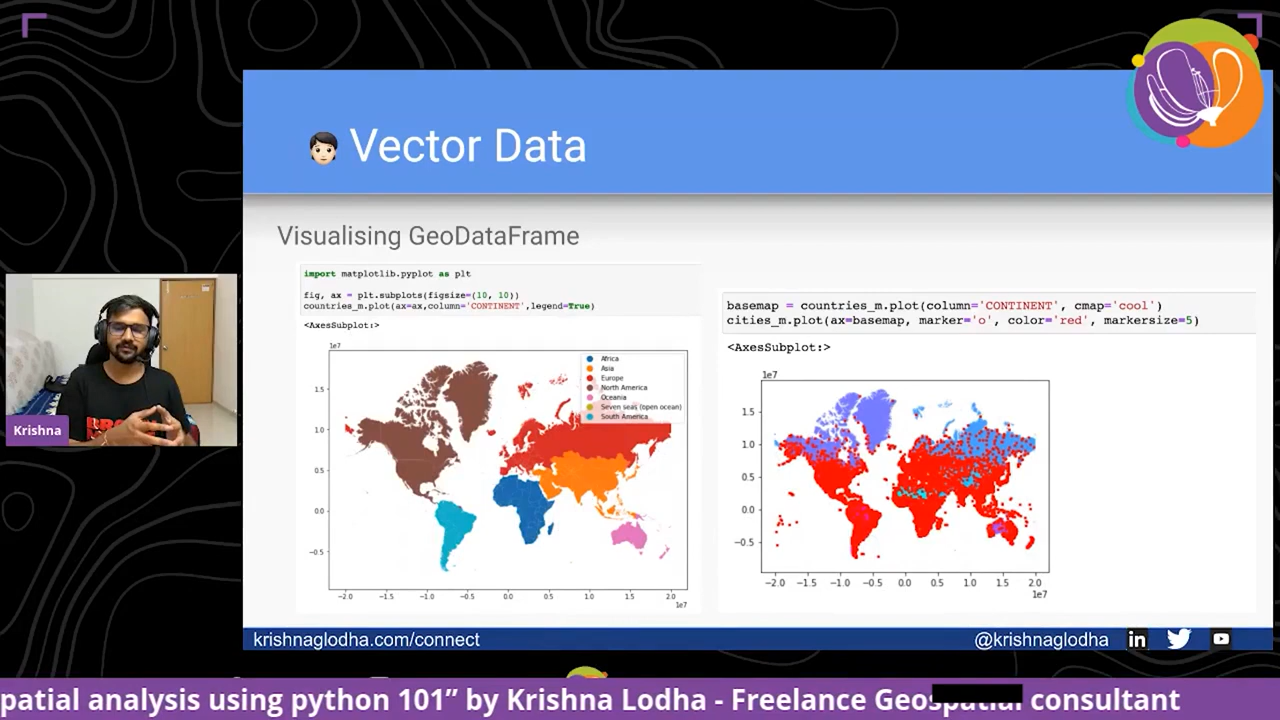 Vector Data
Visualising GeoDataFrame
import matplotlib.pyplot as plt
fig, ax = plt.subplots(figsize=(10, 10))
countries_m.plot(ax=ax,column='CONTINENT',legend=True)
<AxesSubplot:>
1e7
1.5
1.0
0.5
0.0
−0.5
−2.0 −1.5 −1.0 −0.5 0.0 0.5 1.0 1.5 2.0
1e7
Africa
Asia
Europe
North America
Oceania
Seven seas (open ocean)
South America
basemap = countries_m.plot(column='CONTINENT', cmap='cool')
cities_m.plot(ax=basemap, marker='o', color='red', markersize=5)
<AxesSubplot:>
1e7
1.5
1.0
0.5
0.0
−0.5
−2.0 −1.5 −1.0 −0.5 0.0 0.5 1.0 1.5 2.0
1e7
Krishna
krishnaglodha.com/connect
@krishnaglodha
in
patial analysis using python 101” by Krishna Lodha - Freelance consultant